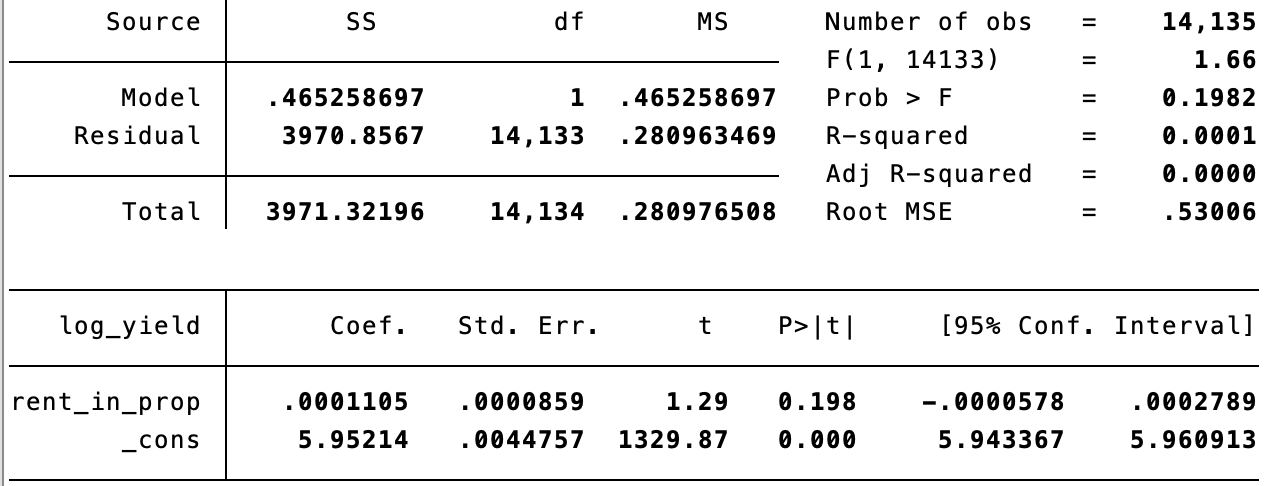 Source | SS df MS Number of obs = 14,135
F(1, 14133) = 1.66
Model | .465258697 1 .465258697 Prob > F = 0.1982
Residual | 3970.8567 14,133 .280963469 R-squared = 0.0001
Adj R-squared = 0.0000
Total | 3971.32196 14,134 .280976508 Root MSE = .53006
log_yield | Coef. Std. Err. t P>|t| [95% Conf. Interval]
rent_in_prop | .0001105 .0000859 1.29 0.198 -.0000578 .0002789
_cons | 5.95214 .0044757 1329.87 0.000 5.943367 5.960913